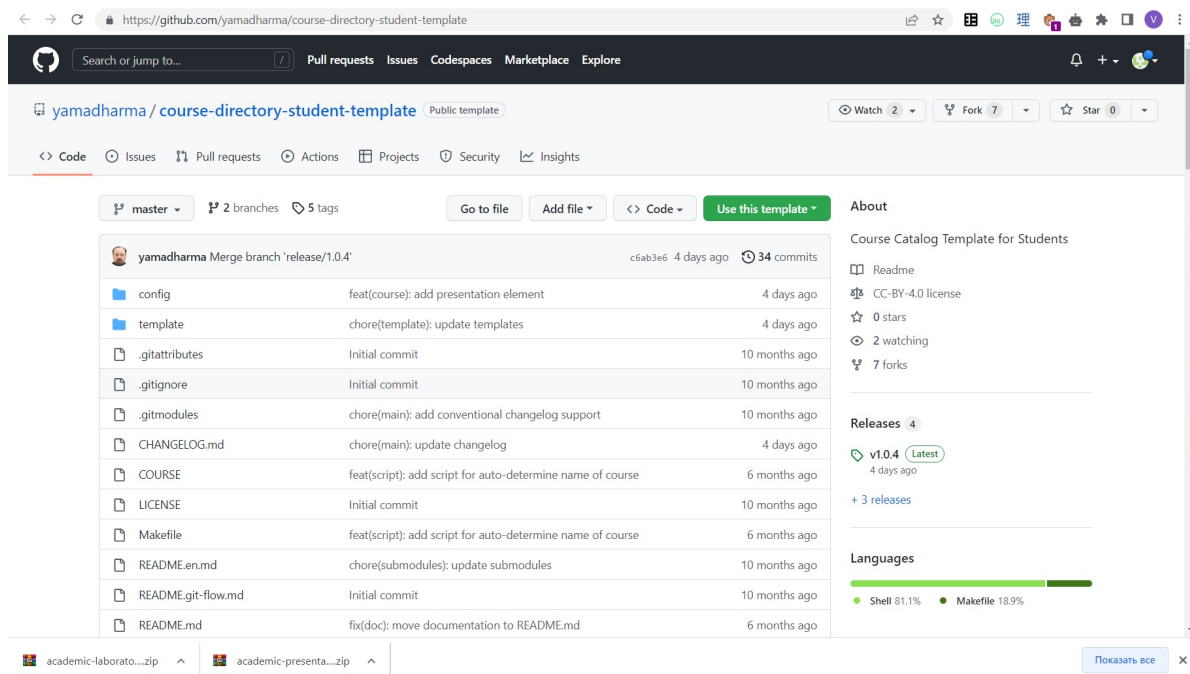 https://github.com/yamadharma/course-directory-student-template
理
1
V
Search or jump to... /
Pull requests Issues Codespaces Marketplace Explore
yamadharma / course-directory-student-template Public template
Watch 2 Fork 7 Star 0
<> Code Issues Pull requests Actions Projects Security Insights
master 2 branches 5 tags Go to file Add file <> Code Use this template
yamadharma Merge branch 'release/1.0.4' c6ab3e6 4 days ago 34 commits
config feat(course): add presentation element 4 days ago
template chore(template): update templates 4 days ago
.gitattributes Initial commit 10 months ago
.gitignore Initial commit 10 months ago
.gitmodules chore(main): add conventional changelog support 10 months ago
CHANGELOG.md chore(main): update changelog 4 days ago
COURSE feat(script): add script for auto-determine name of course 6 months ago
LICENSE Initial commit 10 months ago
Makefile feat(script): add script for auto-determine name of course 6 months ago
README.en.md chore(submodules): update submodules 10 months ago
README.git-flow.md Initial commit 10 months ago
README.md fix(doc): move documentation to README.md 6 months ago
About
Course Catalog Template for Students
Readme
CC-BY-4.0 license
0 stars
2 watching
7 forks
Releases 4
v1.0.4 Latest
4 days ago
+ 3 releases
Languages
Shell 81.1% Makefile 18.9%
academic-laborato....zip academic-presenta....zip Показать все